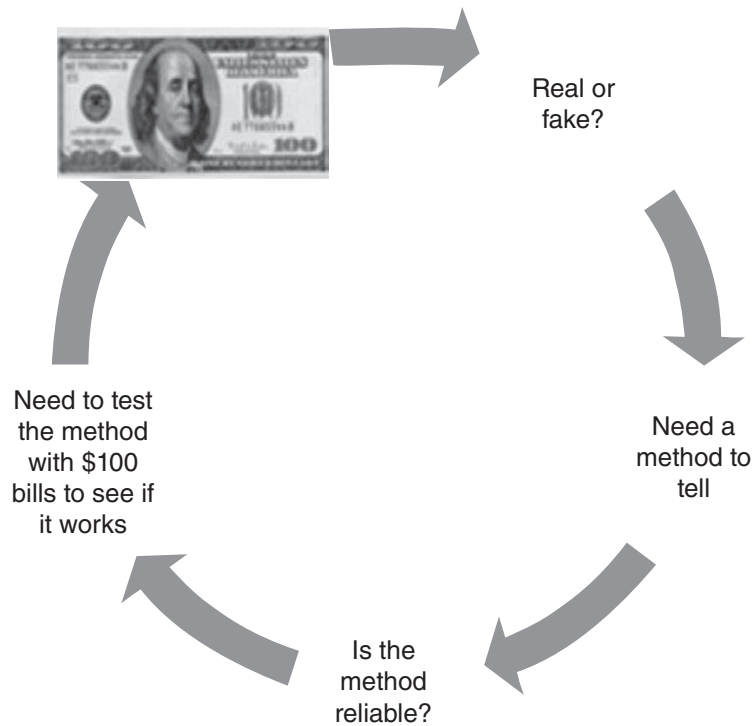 100
Real or
fake?
Need a
method to
tell
Is the
method
reliable?
Need to test
the method
with $100
bills to see if
it works